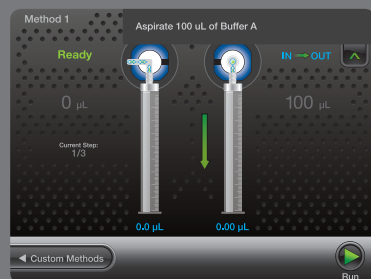 Method 1
Aspirate 100 uL of Buffer A
Ready
IN OUT
0 µL
100 µL
Current Step:
1/3
0.0 µL
0.00 µL
Custom Methods
Run